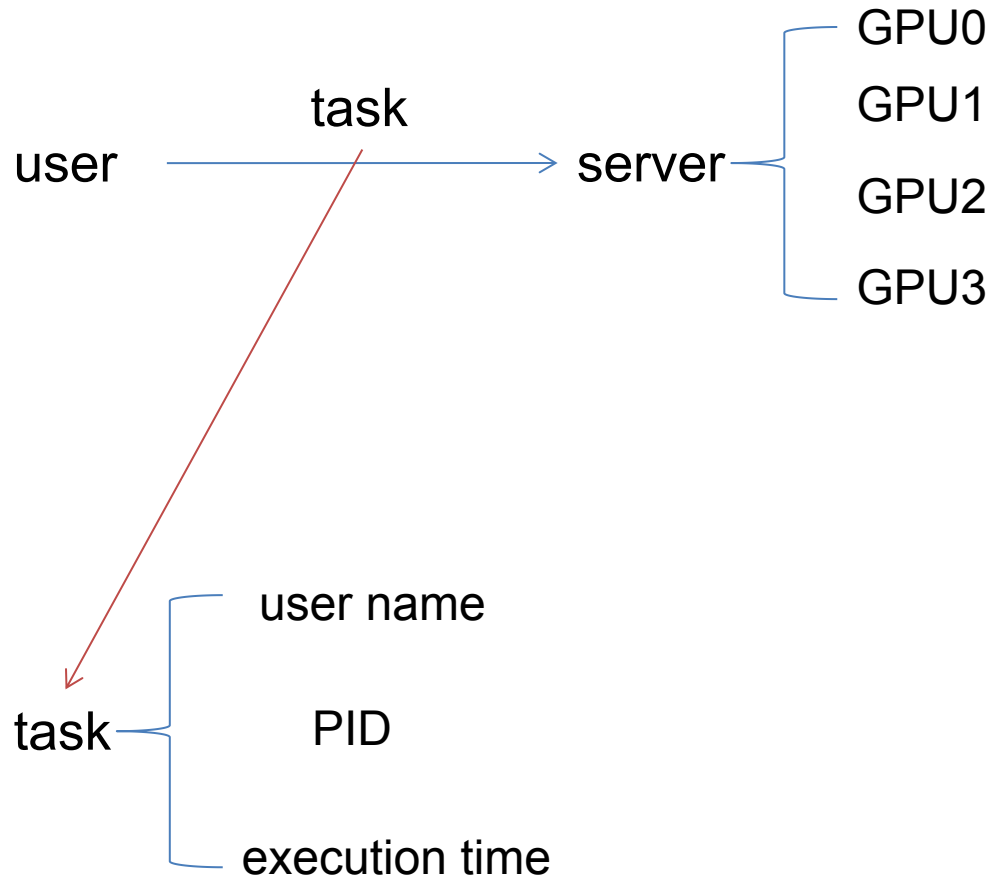 GPU0
task
GPU1
user
server
GPU2
GPU3
user name
task
PID
execution time